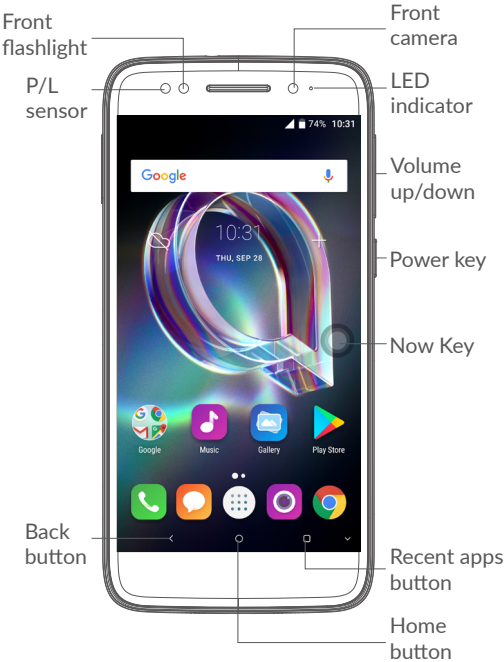 Front
flashlight
P/L
sensor
Front
camera
LED
indicator
Volume
up/down
Power key
Now Key
74% 10:31
Google
10:31
THU, SEP 28
Google
Music
Gallery
Play Store
Back
button
Recent apps
button
Home
button